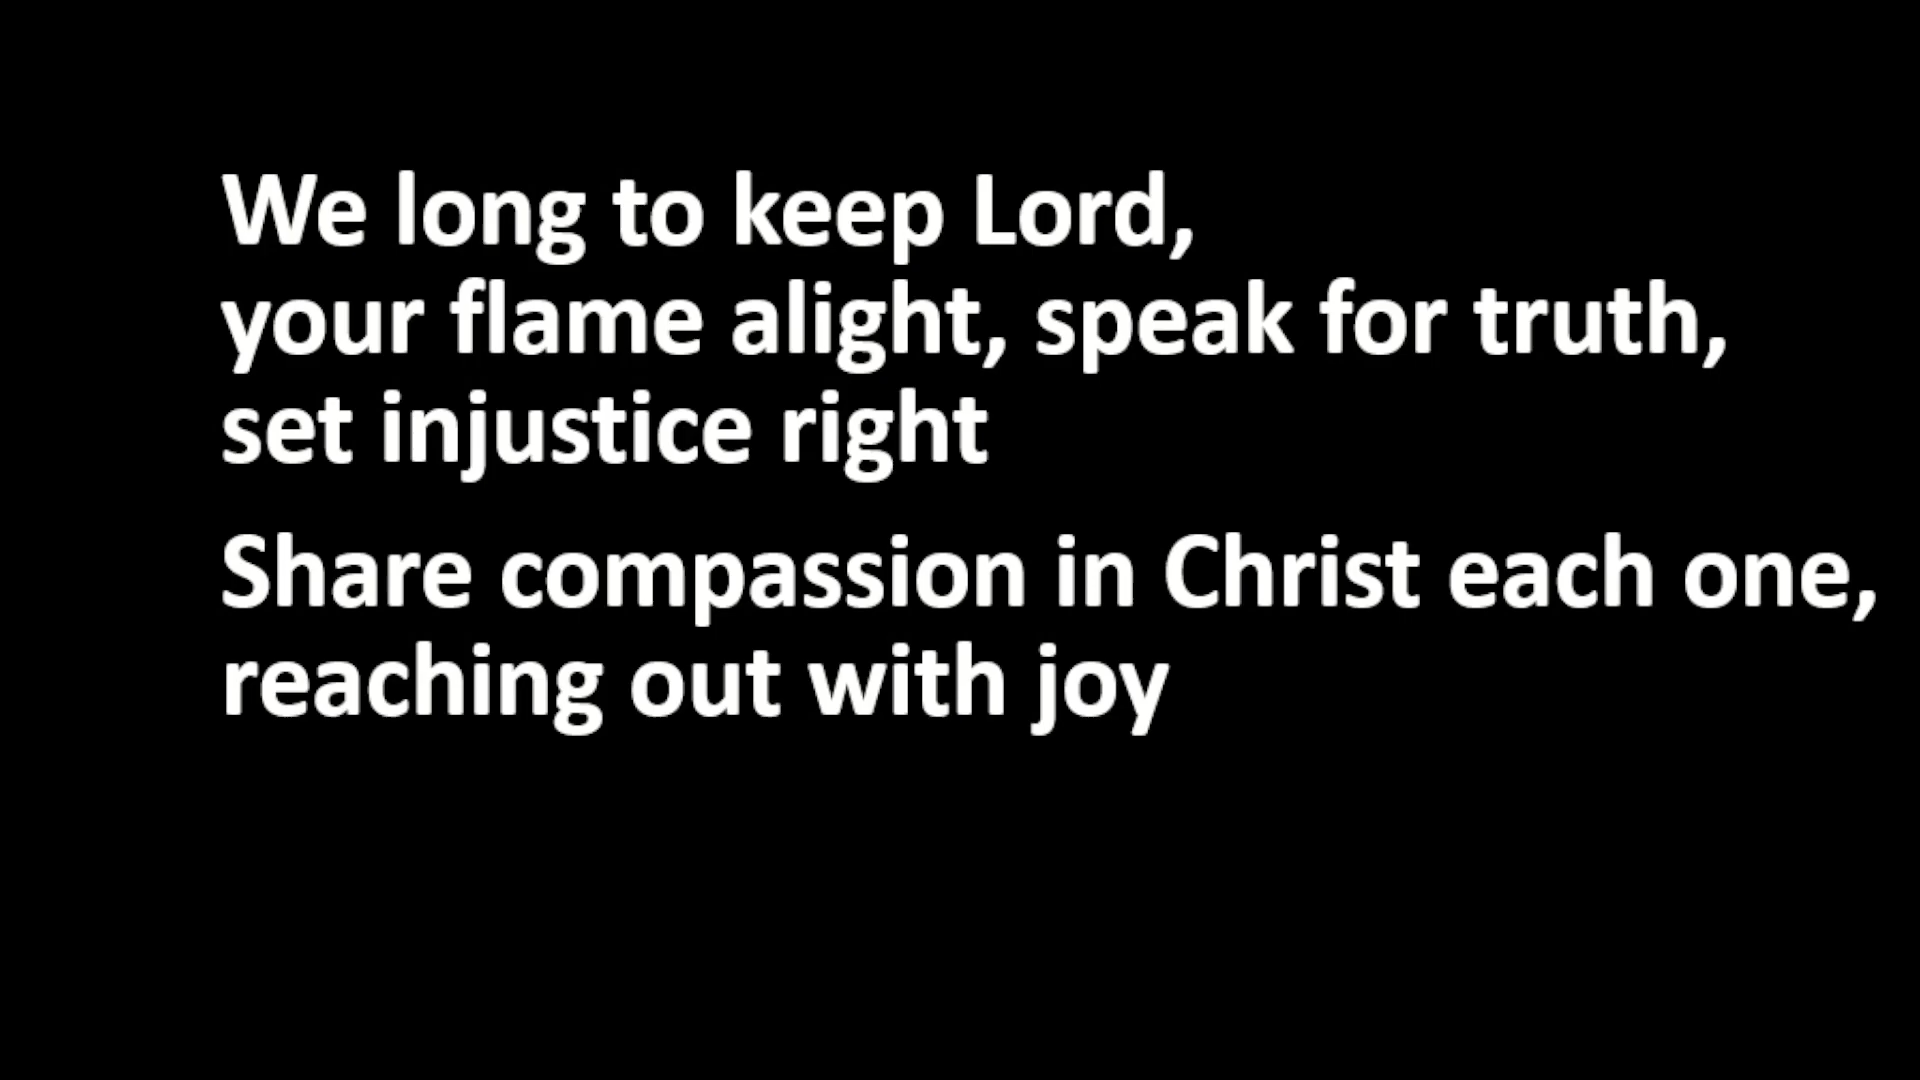 We long to keep Lord,
your flame alight, speak for truth,
set injustice right
Share compassion in Christ each one,
reaching out with joy